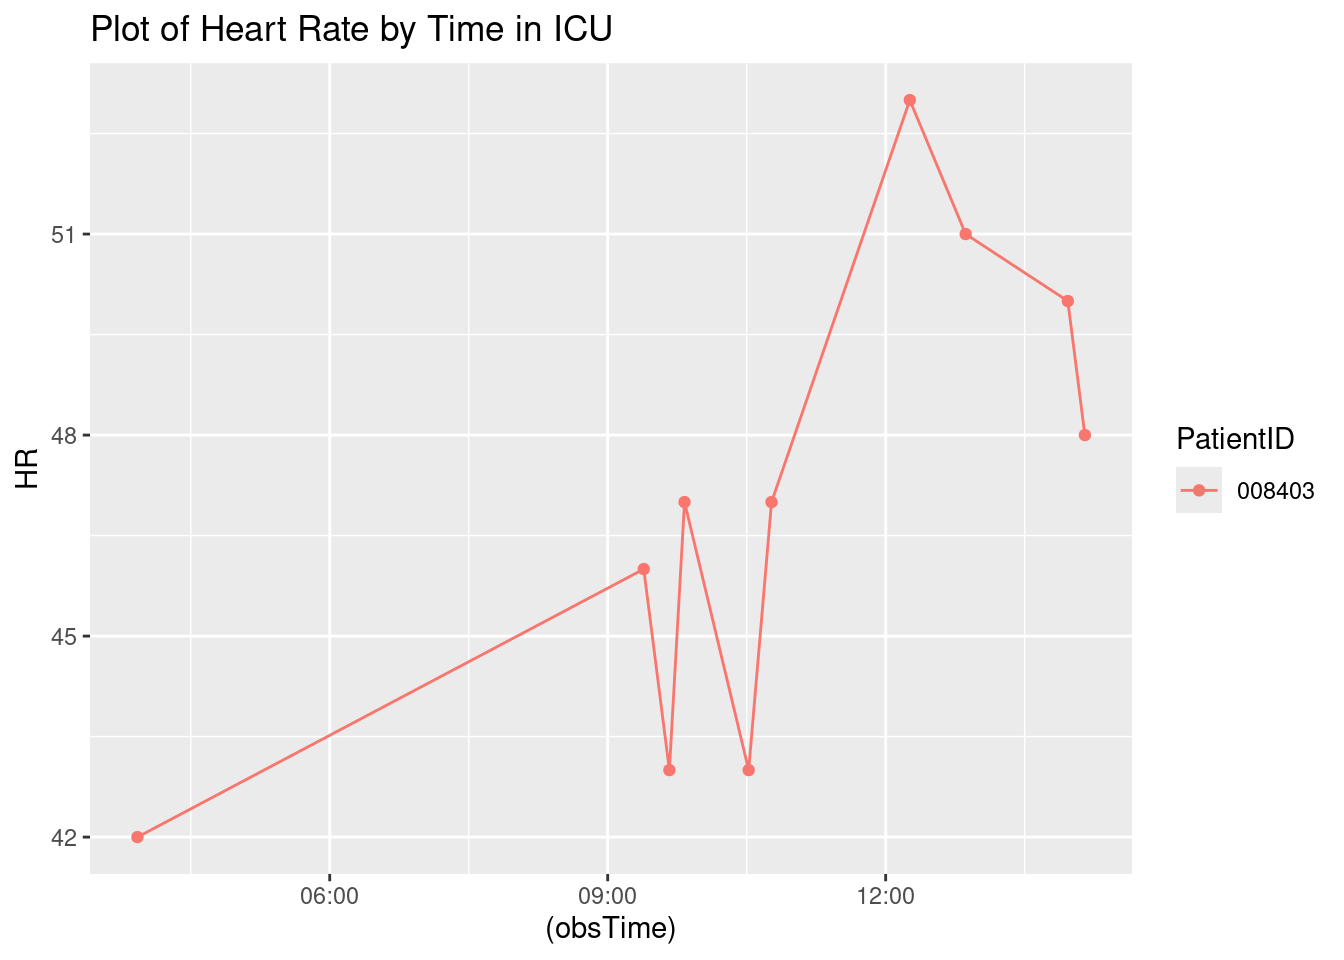 Plot of Heart Rate by Time in ICU
51
48
45
42
HR
06:00
09:00
12:00
(obsTime)
PatientID
008403